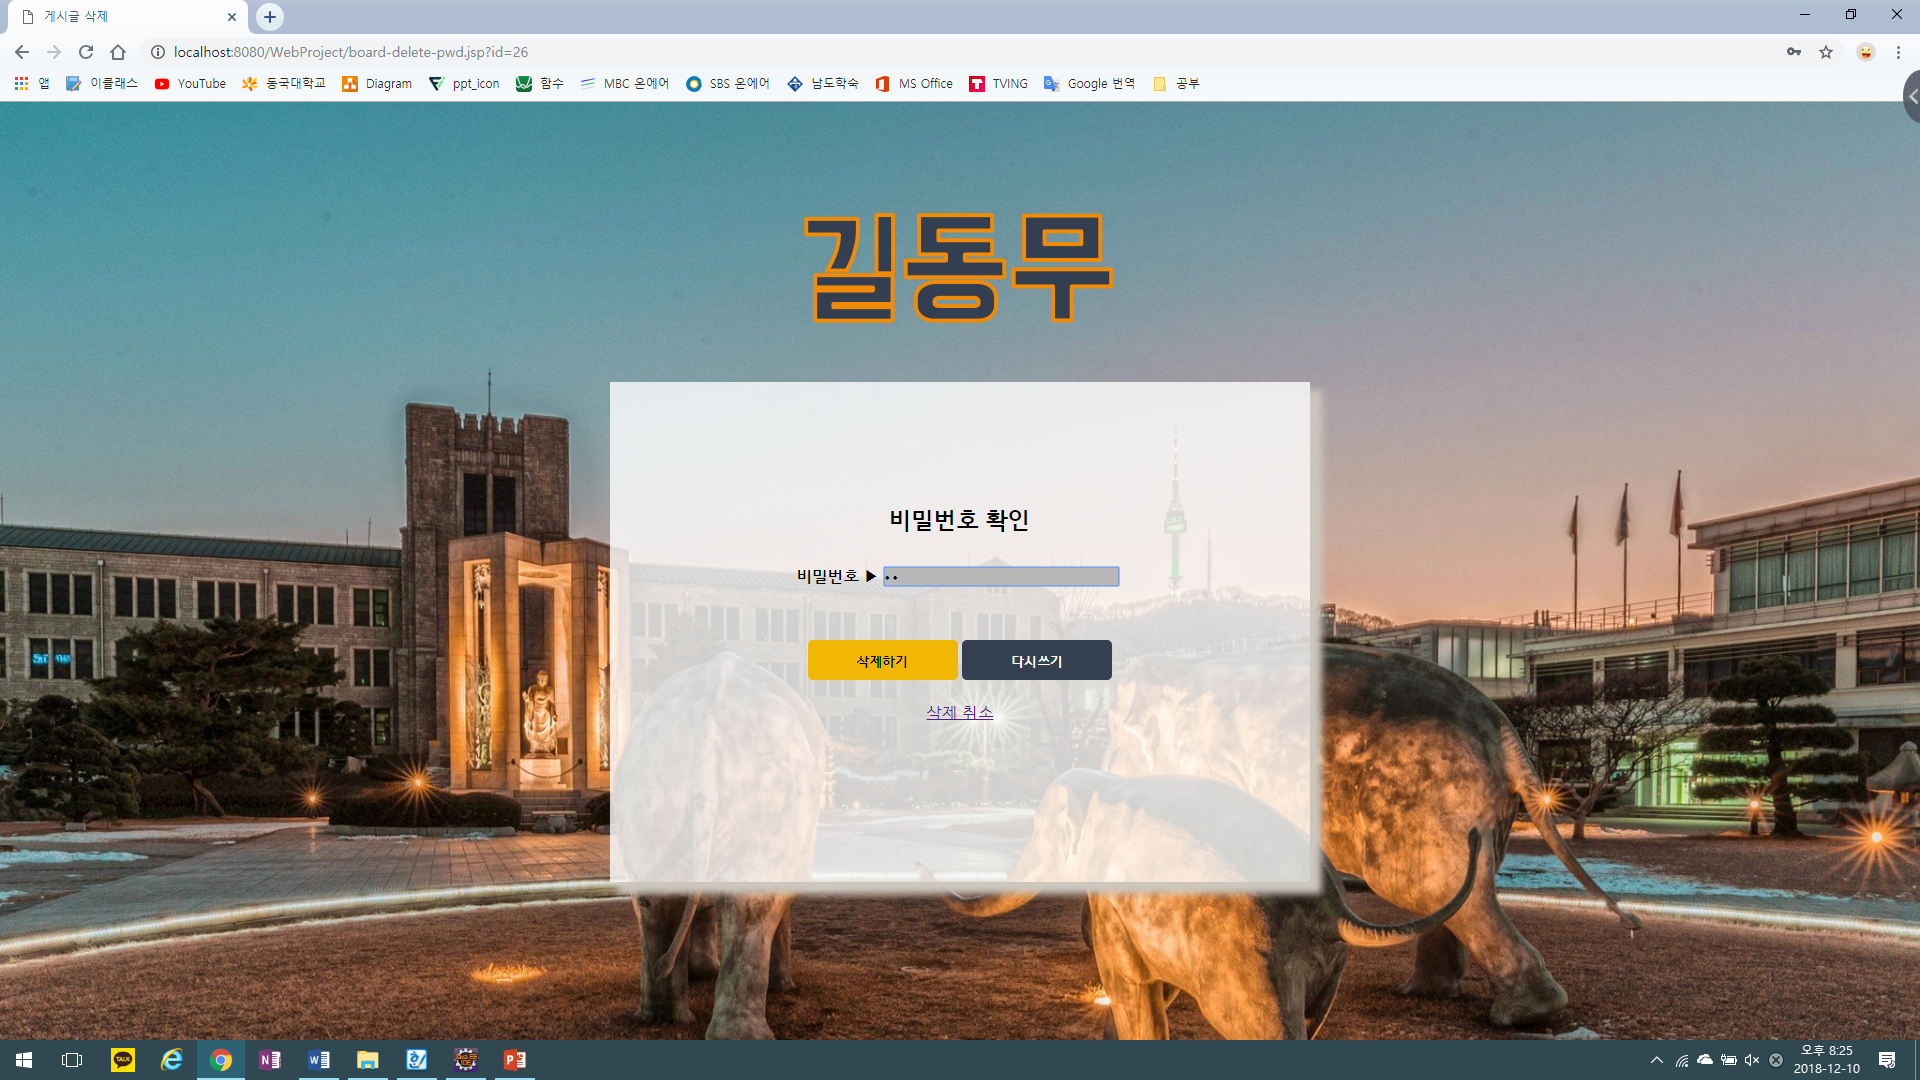 게시글 삭제
localhost:8080/WebProject/board-delete-pwd.jsp?id=26
앱 이클래스 YouTube 동국대학교 Diagram ppt_icon 함수 MBC 온에어 SBS 온에어 남도학숙 MS Office TVING Google 번역 공부
길동무
비밀번호 확인
비밀번호 ▶ ••
삭제하기 다시쓰기
삭제 취소
TALK
오후 8:25
2018-12-10